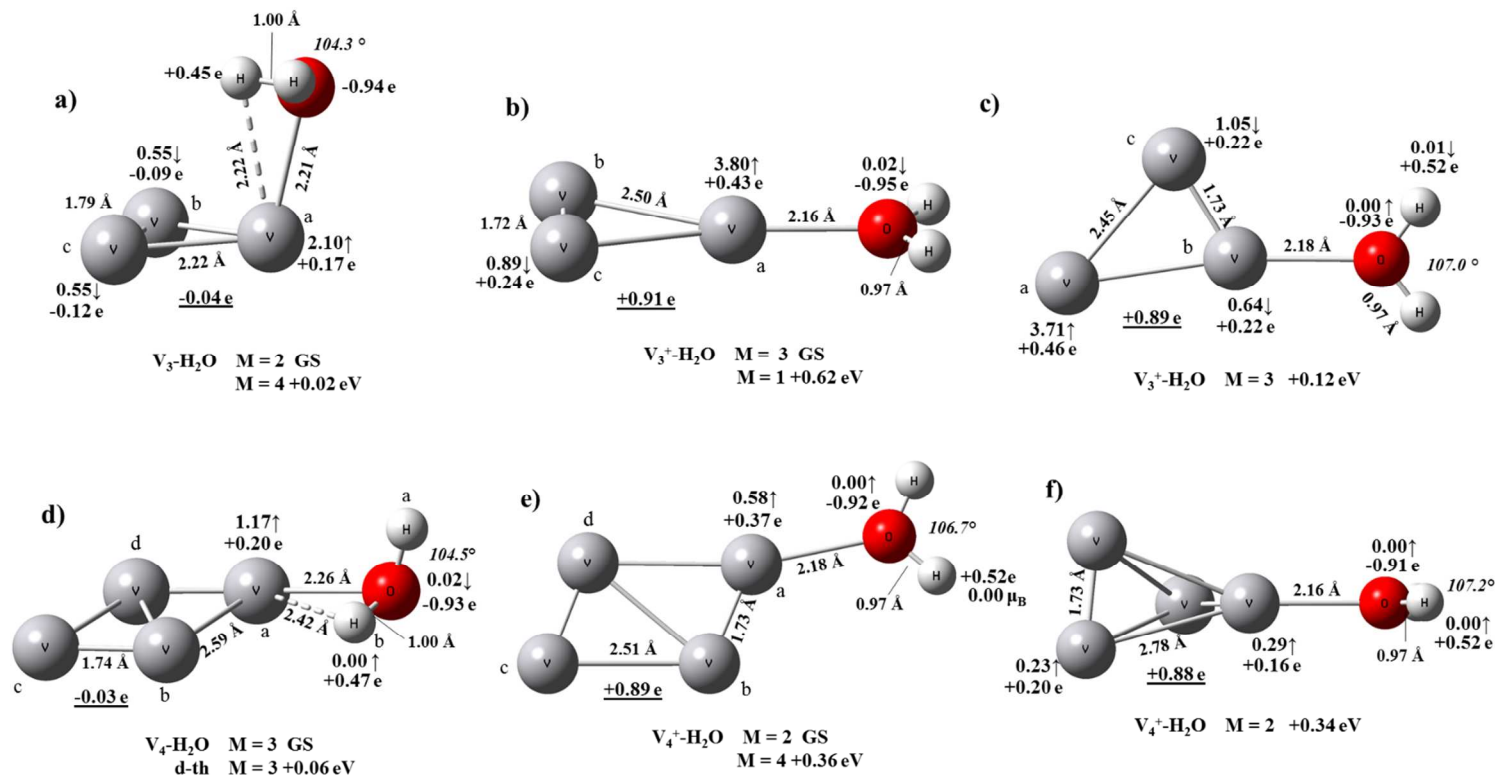 a)
1.00 Å
104.3 °
+0.45 e
H
H
-0.94 e
2.22 Å
2.21 Å
0.55↓
-0.09 e
1.79 Å
V
b
a
c
V
V
2.10↑
+0.17 e
2.22 Å
0.55↓
-0.12 e
-0.04 e
V₃-H₂O M = 2 GS
M = 4 +0.02 eV
b)
b
3.80↑
+0.43 e
0.02↓
-0.95 e
V
2.50 Å
H
1.72 Å
V
V
2.16 Å
O
H
0.89↓
+0.24 e
c
a
0.97 Å
+0.91 e
V₃⁺-H₂O M = 3 GS
M = 1 +0.62 eV
c)
c
1.05↓
+0.22 e
V
0.01↓
+0.52 e
0.00↑
-0.93 e
H
2.45 Å
1.73 Å
b
V
2.18 Å
O
107.0 °
a
V
H
0.97 Å
3.71↑
+0.46 e
+0.89 e
0.64↓
+0.22 e
V₃⁺-H₂O M = 3 +0.12 eV
d)
a
1.17↑
+0.20 e
H
d
104.5°
V
V
2.26 Å
O
0.02↓
-0.93 e
2.42 Å
a
H
b
1.00 Å
V
1.74 Å
V
2.59 Å
0.00↑
+0.47 e
c
b
-0.03 e
V₄-H₂O M = 3 GS
d-th M = 3 +0.06 eV
e)
0.00↑
-0.92 e
H
0.58↑
+0.37 e
d
O
106.7°
V
V
2.18 Å
a
H
+0.52e
0.00 μB
0.97 Å
1.73 Å
2.51 Å
c
V
V
b
+0.89 e
V₄⁺-H₂O M = 2 GS
M = 4 +0.36 eV
f)
V
0.00↑
-0.91 e
1.73 Å
2.16 Å
107.2°
V
V
O
H
2.78 Å
V
0.29↑
+0.16 e
0.97 Å
0.00↑
+0.52 e
0.23↑
+0.20 e
+0.88 e
V₄⁺-H₂O M = 2 +0.34 eV